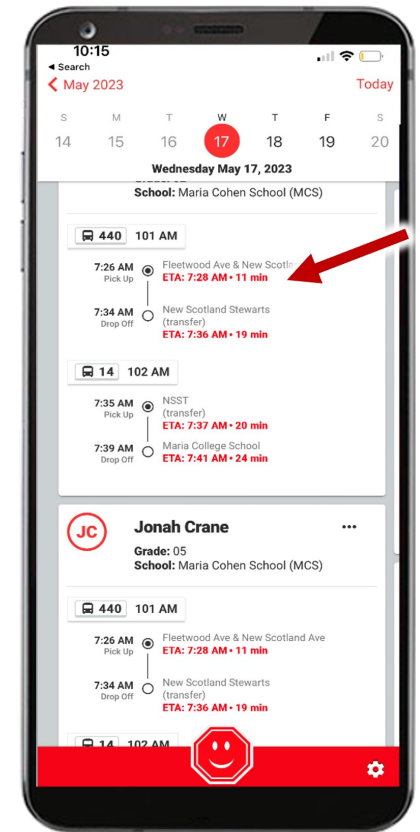 10:15
Search
May 2023
Today
S M T W T F S
14 15 16 17 18 19 20
Wednesday May 17, 2023
School: Maria Cohen School (MCS)
440 101 AM
7:26 AM Fleetwood Ave & New
Pick Up ETA: 7:28 AM • 11 min
7:34 AM New Scotland Stewarts
Drop Off (transfer)
ETA: 7:36 AM • 19 min
14 102 AM
7:35 AM NSST
Pick Up (transfer)
ETA: 7:37 AM • 20 min
7:39 AM Maria College School
Drop Off ETA: 7:41 AM • 24 min
JC Jonah Crane
Grade: 05
School: Maria Cohen School (MCS)
440 101 AM
7:26 AM Fleetwood Ave & New Scotland Ave
Pick Up ETA: 7:28 AM • 11 min
7:34 AM New Scotland Stewarts
Drop Off (transfer)
ETA: 7:36 AM • 19 min
14 102 AM